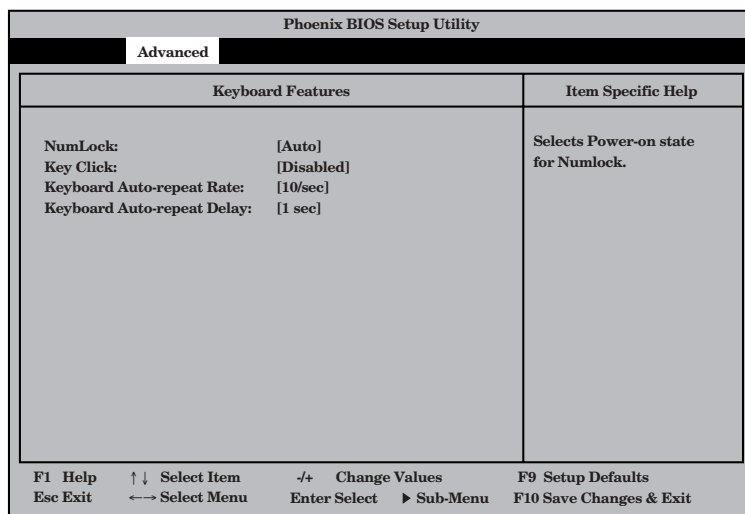 Phoenix BIOS Setup Utility
Advanced
Keyboard Features
Item Specific Help
NumLock: [Auto]
Key Click: [Disabled]
Keyboard Auto-repeat Rate: [10/sec]
Keyboard Auto-repeat Delay: [1 sec]
Selects Power-on state
for Numlock.
F1 Help ↑↓ Select Item -/+ Change Values F9 Setup Defaults
Esc Exit ←→ Select Menu Enter Select ▶ Sub-Menu F10 Save Changes & Exit